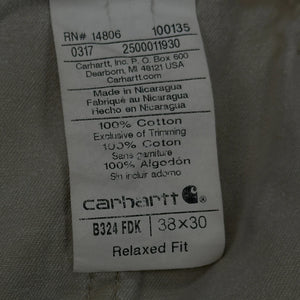 RN# 14806 100135
0317 2500011930
Carhartt, Inc. P.O. Box 600
Dearborn, MI 48121 USA
Carhartt.com
Made in Nicaragua
Fabriqué au Nicaragua
Hecho en Nicaragua
100% Cotton
Exclusive of Trimming
100% Coton
Sans garniture
100% Algodón
Sin incluir adorno
carhartt
B324 FDK 38×30
Relaxed Fit